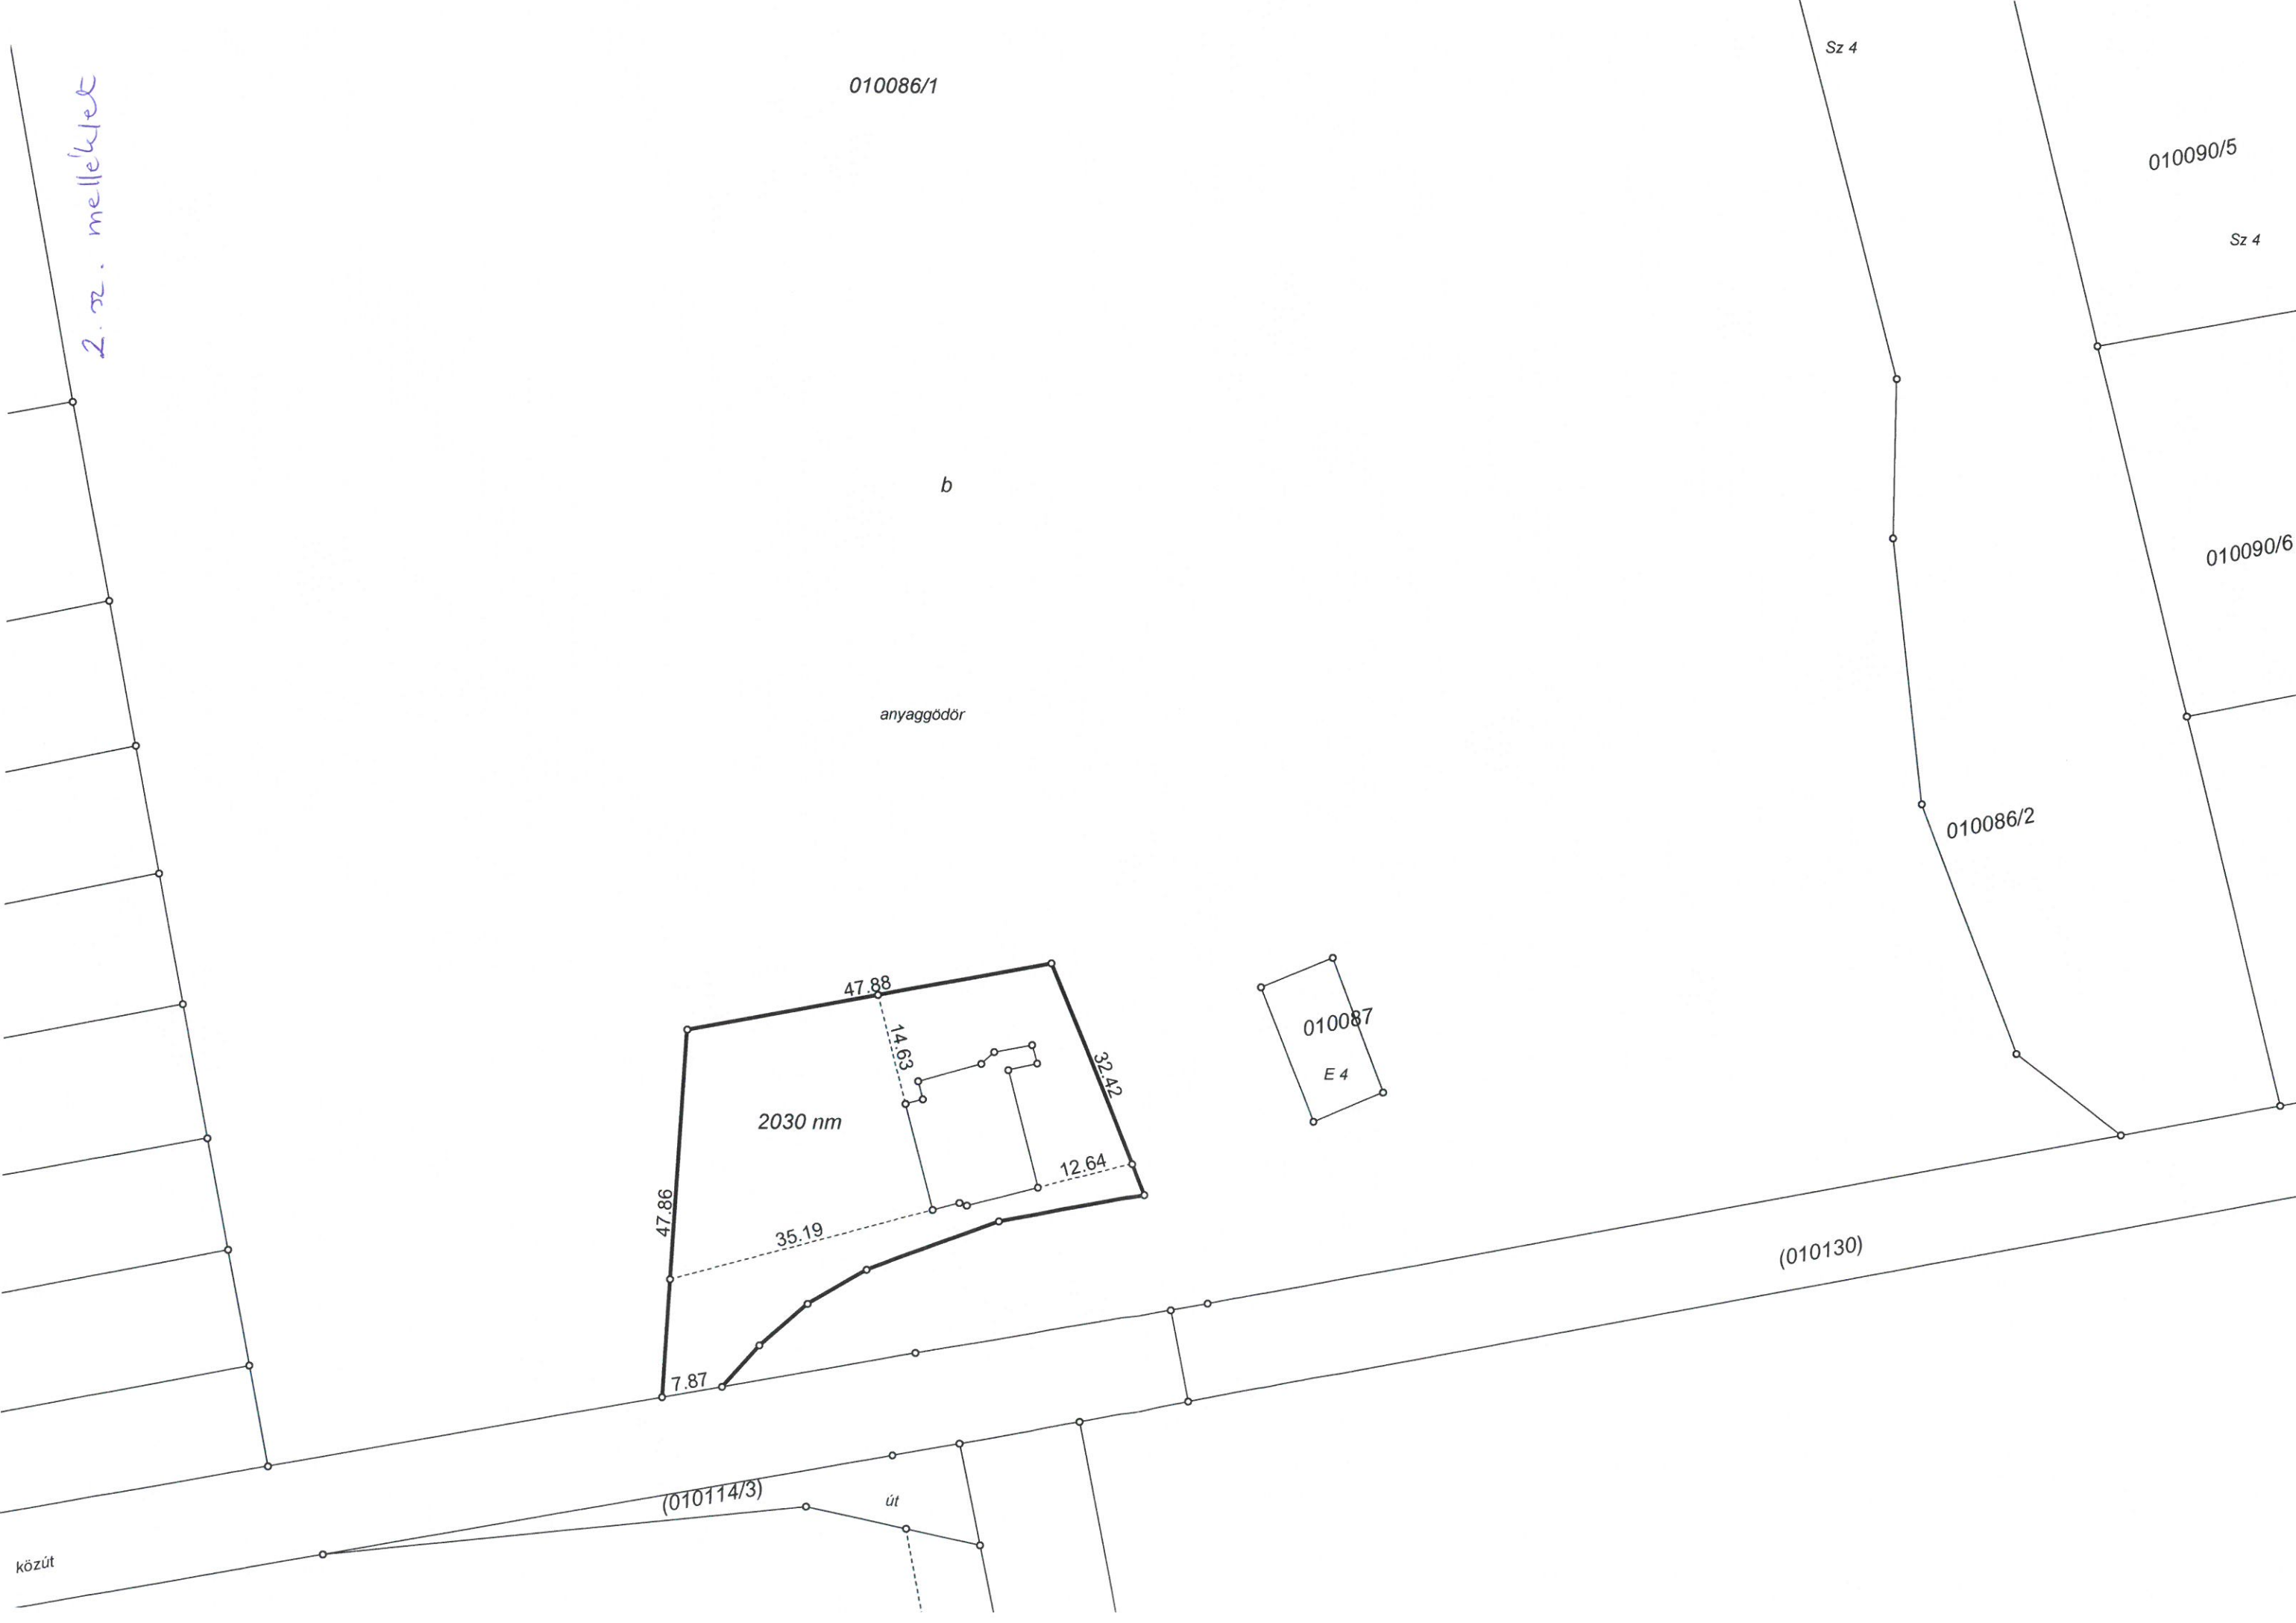 Sz 4
010086/1
2. sz. melléklet
010090/5
Sz 4
b
010090/6
anyaggödör
010086/2
47.88
010087
14.63
32.42
E 4
2030 nm
12.64
47.86
35.19
(010130)
7.87
(010114/3)
út
közút